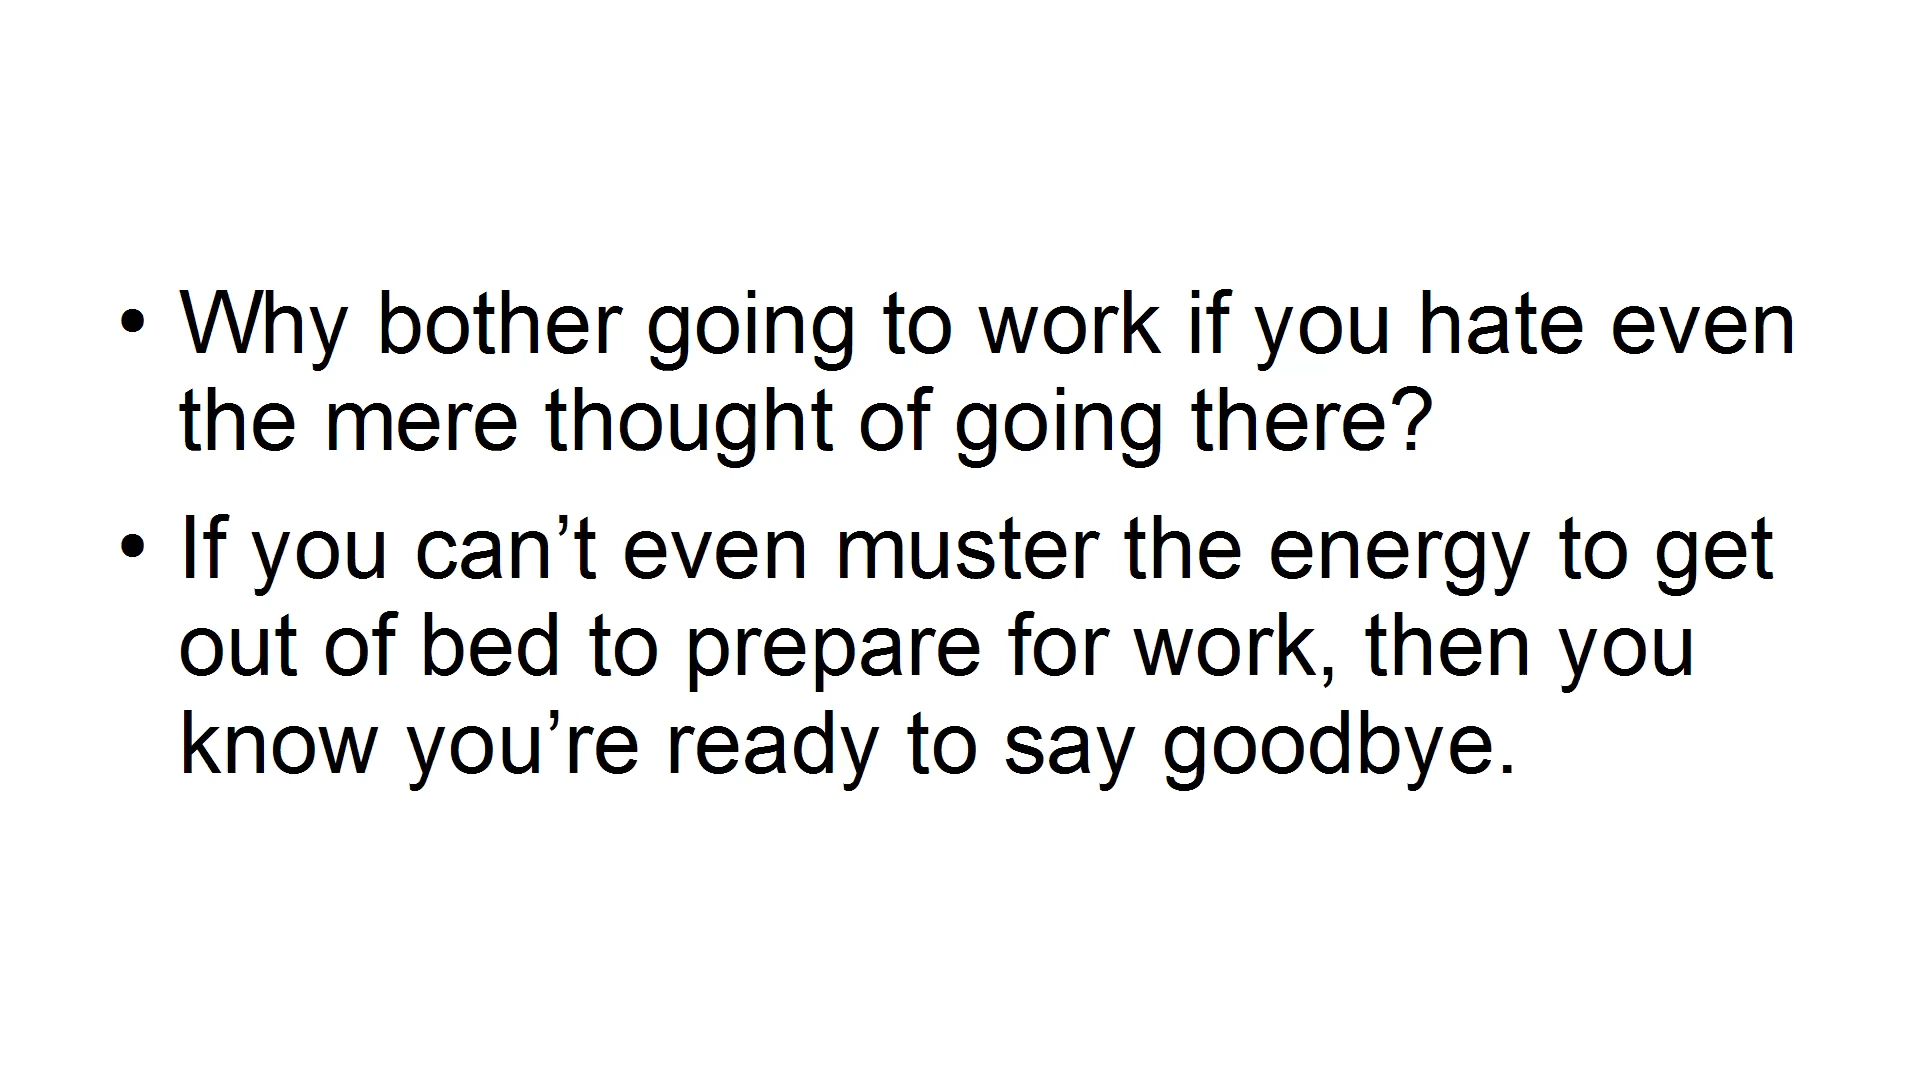 • Why bother going to work if you hate even
the mere thought of going there?
• If you can’t even muster the energy to get
out of bed to prepare for work, then you
know you’re ready to say goodbye.